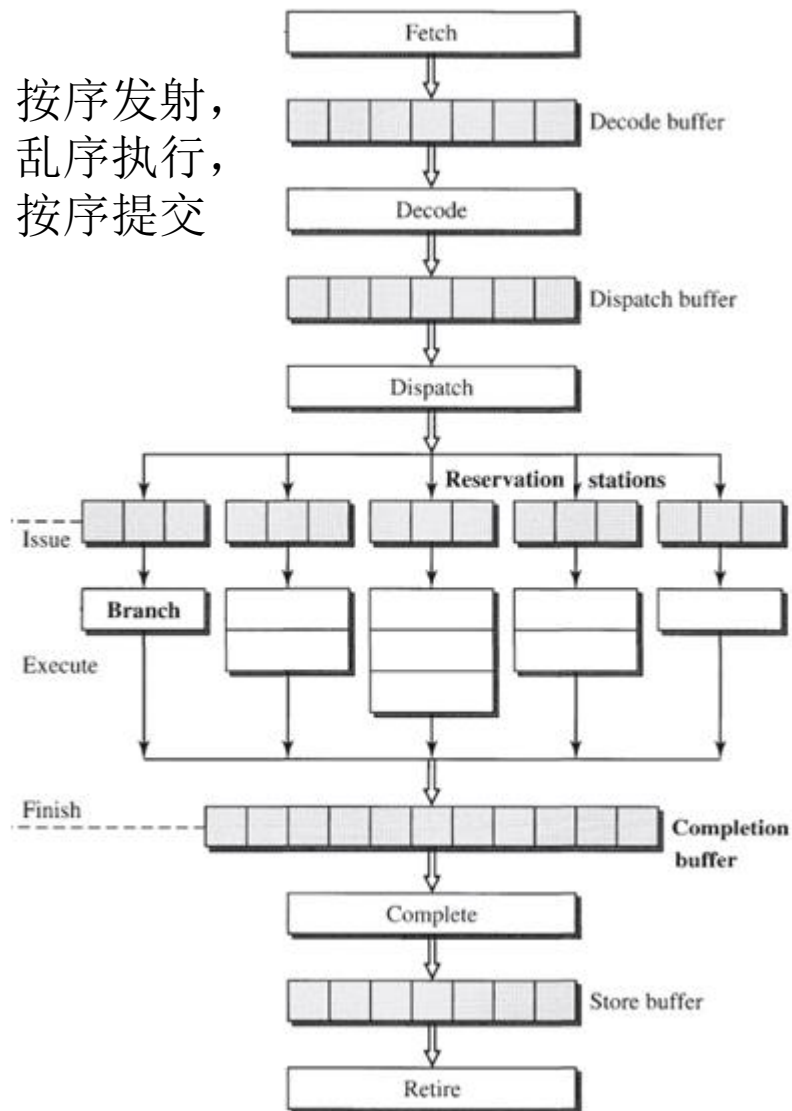 Fetch
按序发射，
乱序执行，
按序提交
Decode buffer
Decode
Dispatch buffer
Dispatch
Reservation stations
Issue
Branch
Execute
Finish
Completion
buffer
Complete
Store buffer
Retire